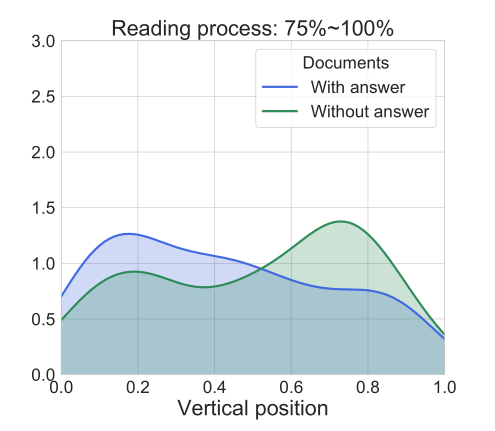 Reading process: 75%~100%
Documents
With answer
Without answer
3.0
2.5
2.0
1.5
1.0
0.5
0.0
0.0 0.2 0.4 0.6 0.8 1.0
Vertical position